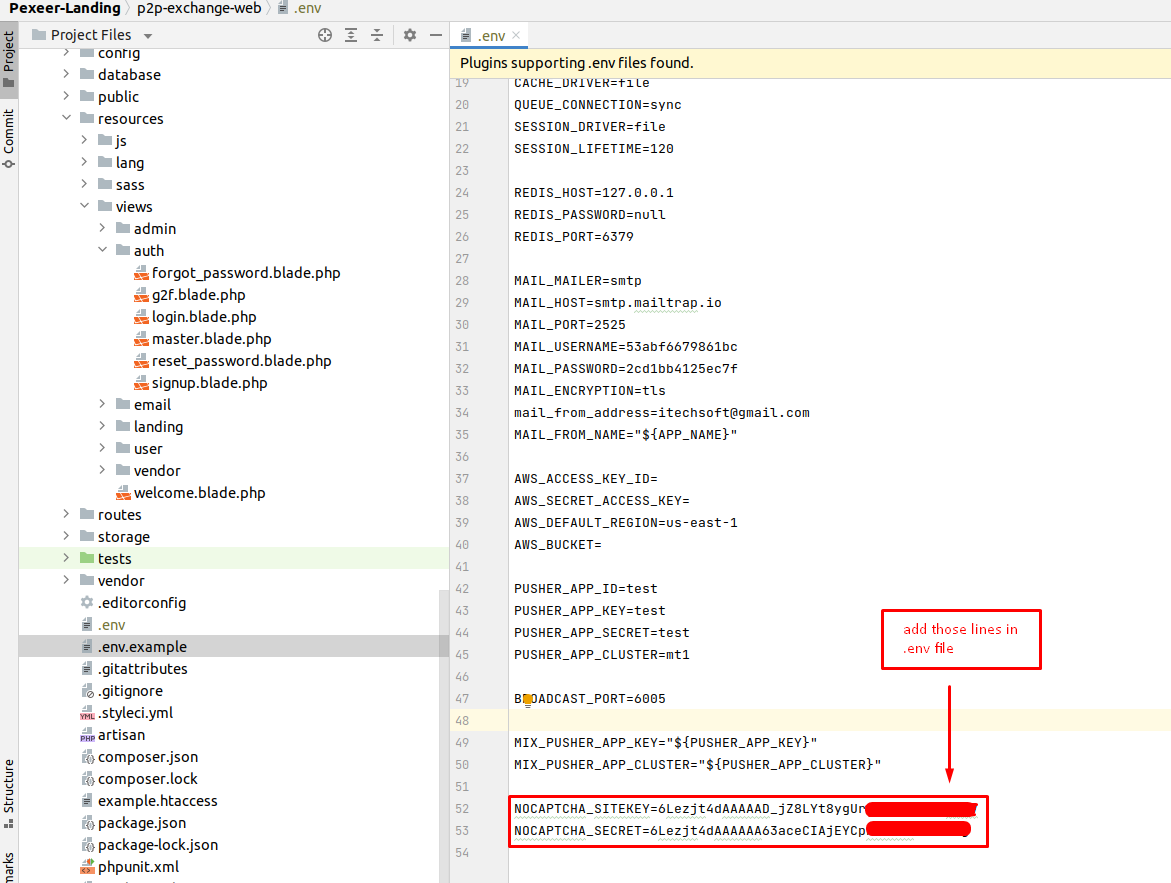 Pexeer-Landing p2p-exchange-web .env
Project
Commit
Structure
marks
Project Files
config
database
public
resources
js
lang
sass
views
admin
auth
forgot_password.blade.php
g2f.blade.php
login.blade.php
master.blade.php
reset_password.blade.php
signup.blade.php
email
landing
user
vendor
welcome.blade.php
routes
storage
tests
vendor
.editorconfig
.env
.env.example
.gitattributes
.gitignore
.styleci.yml
artisan
composer.json
composer.lock
example.htaccess
package.json
package-lock.json
phpunit.xml
.env
Plugins supporting .env files found.
19 CACHE_DRIVER=file
20 QUEUE_CONNECTION=sync
21 SESSION_DRIVER=file
22 SESSION_LIFETIME=120
23
24 REDIS_HOST=127.0.0.1
25 REDIS_PASSWORD=null
26 REDIS_PORT=6379
27
28 MAIL_MAILER=smtp
29 MAIL_HOST=smtp.mailtrap.io
30 MAIL_PORT=2525
31 MAIL_USERNAME=53abf6679861bc
32 MAIL_PASSWORD=2cd1bb4125ec7f
33 MAIL_ENCRYPTION=tls
34 mail_from_address=itechsoft@gmail.com
35 MAIL_FROM_NAME="${APP_NAME}"
36
37 AWS_ACCESS_KEY_ID=
38 AWS_SECRET_ACCESS_KEY=
39 AWS_DEFAULT_REGION=us-east-1
40 AWS_BUCKET=
41
42 PUSHER_APP_ID=test
43 PUSHER_APP_KEY=test
44 PUSHER_APP_SECRET=test
45 PUSHER_APP_CLUSTER=mt1
46
47 BROADCAST_PORT=6005
48
49 MIX_PUSHER_APP_KEY="${PUSHER_APP_KEY}"
50 MIX_PUSHER_APP_CLUSTER="${PUSHER_APP_CLUSTER}"
51
52 NOCAPTCHA_SITEKEY=6Lezjt4dAAAAAD_jZ8LYt8ygUr
53 NOCAPTCHA_SECRET=6Lezjt4dAAAAAA63aceCIAjEYCp
54
add those lines in
.env file